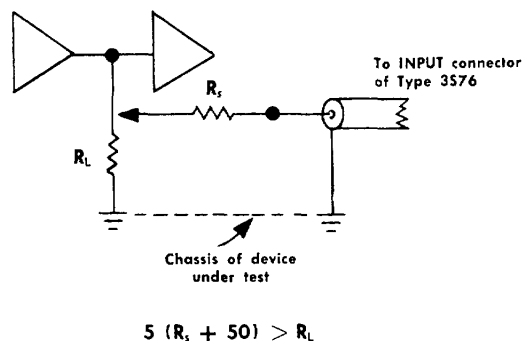 To INPUT connector
of Type 3S76
Rs
RL
Chassis of device
under test
5 (Rs + 50) > RL